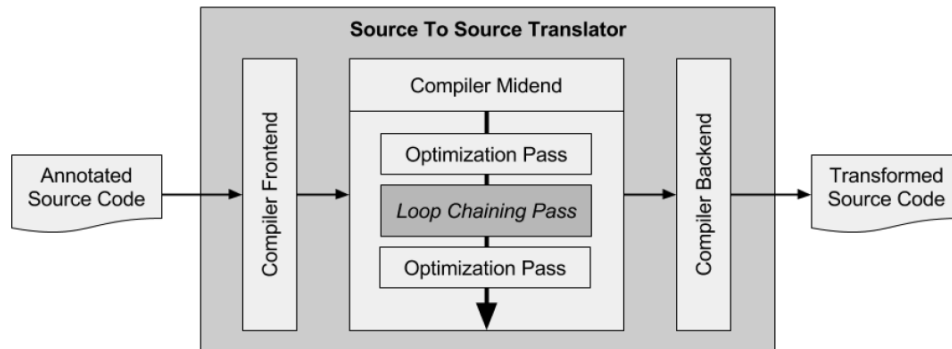 Source To Source Translator
Annotated
Source Code
Compiler Frontend
Compiler Midend
Optimization Pass
Loop Chaining Pass
Optimization Pass
Compiler Backend
Transformed
Source Code